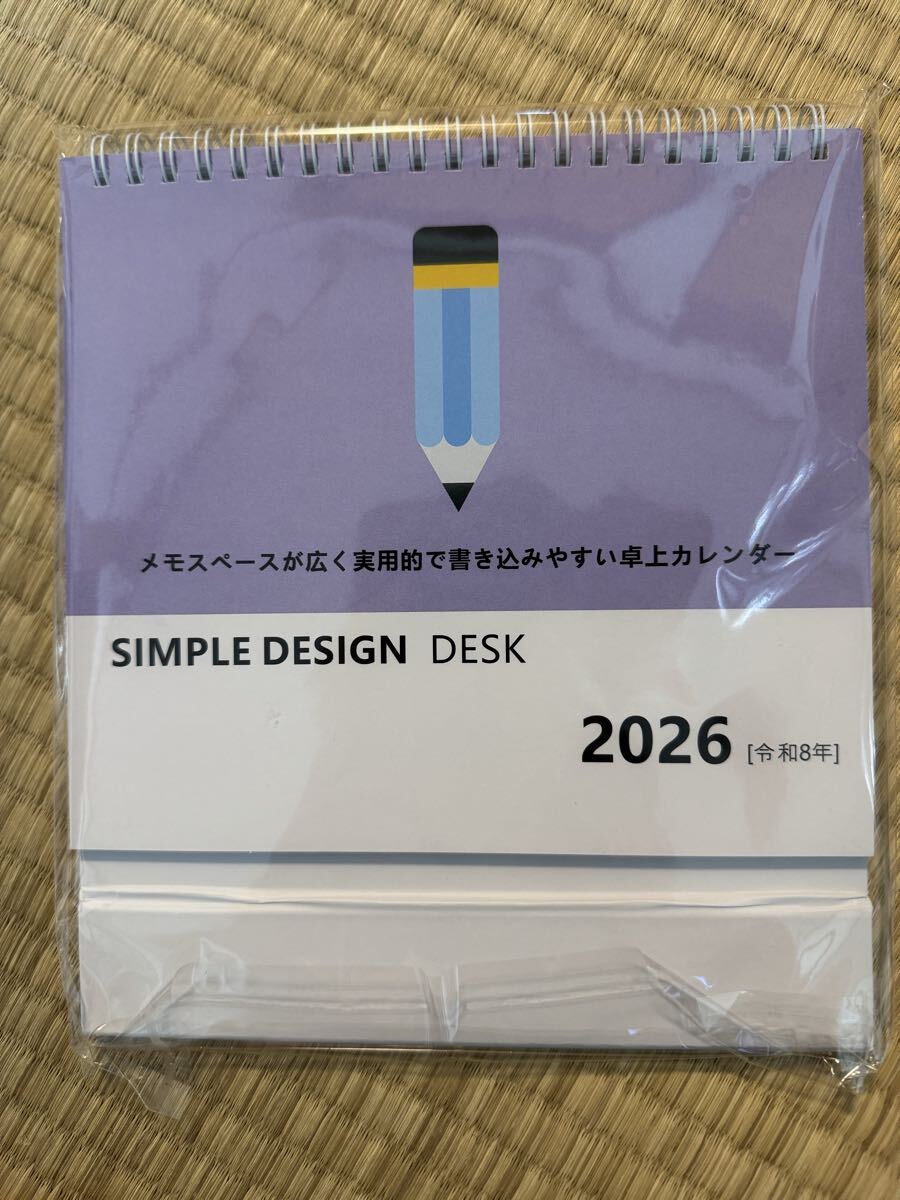 メモスペースが広く実用的で書き込みやすい卓上カレンダー
SIMPLE DESIGN DESK
2026 [令和8年]